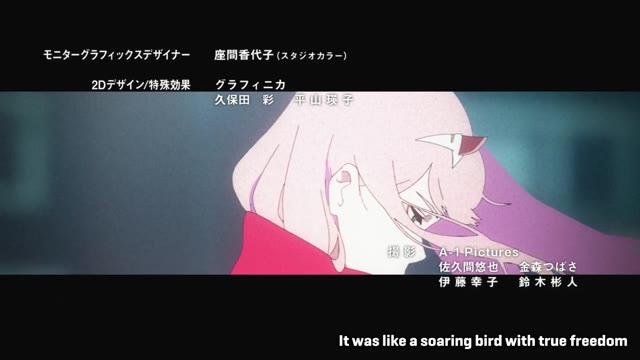 モニターグラフィックスデザイナー 座間香代子(スタジオカラー)
2Dデザイン/特殊効果 グラフィニカ
久保田 彩 平山瑛子
撮影 A-1 Pictures
佐久間悠也 金森つばさ
伊藤幸子 鈴木彬人
It was like a soaring bird with true freedom